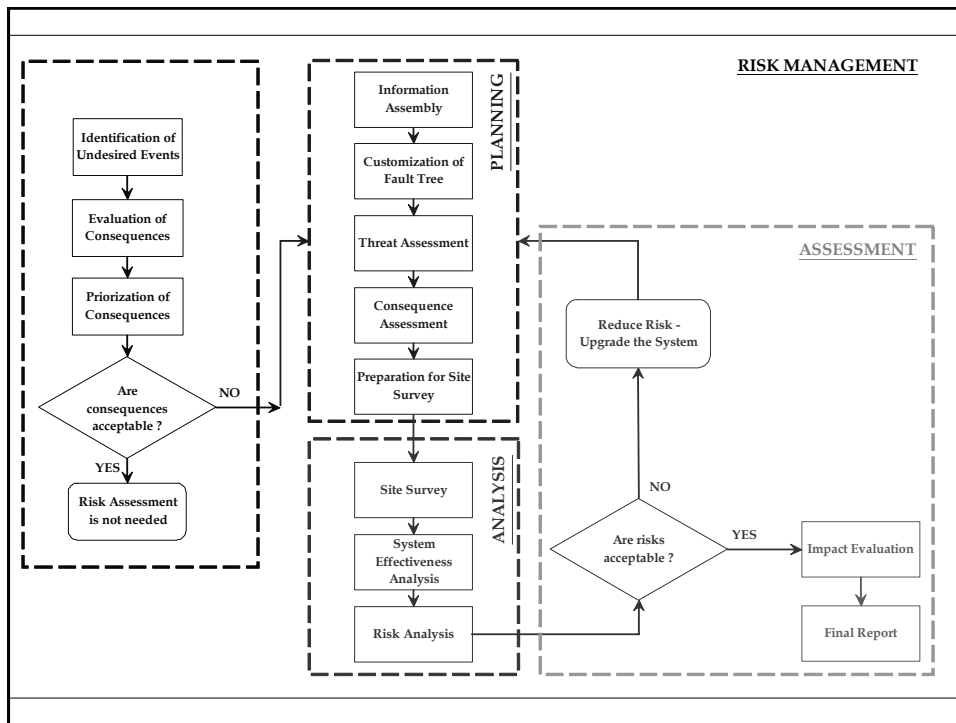 RISK MANAGEMENT
Identification of
Undesired Events
Evaluation of
Consequences
Priorization of
Consequences
Are
consequences
acceptable ?
NO
YES
Risk Assessment
is not needed
PLANNING
Information
Assembly
Customization of
Fault Tree
Threat Assessment
Consequence
Assessment
Preparation for Site
Survey
ANALYSIS
Site Survey
System
Effectiveness
Analysis
Risk Analysis
ASSESSMENT
Reduce Risk -
Upgrade the System
NO
Are risks
acceptable ?
YES
Impact Evaluation
Final Report